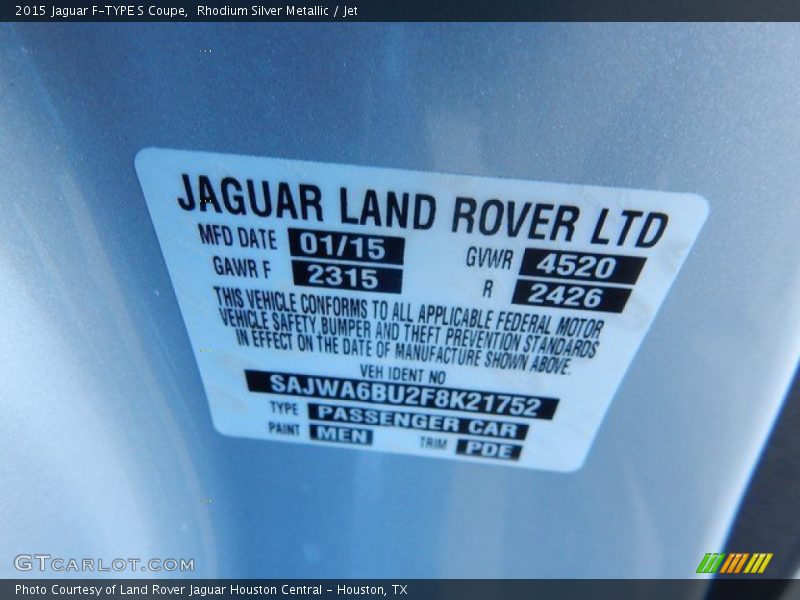 2015 Jaguar F-TYPE S Coupe, Rhodium Silver Metallic / Jet
JAGUAR LAND ROVER LTD
MFD DATE 01/15 GVWR 4520
GAWR F 2315 R 2426
THIS VEHICLE CONFORMS TO ALL APPLICABLE FEDERAL MOTOR
VEHICLE SAFETY, BUMPER AND THEFT PREVENTION STANDARDS
IN EFFECT ON THE DATE OF MANUFACTURE SHOWN ABOVE.
VEH IDENT NO
SAJWA6BU2F8K21752
TYPE PASSENGER CAR
PAINT MEN TRIM PDE
GTCARLOT.COM
Photo Courtesy of Land Rover Jaguar Houston Central - Houston, TX